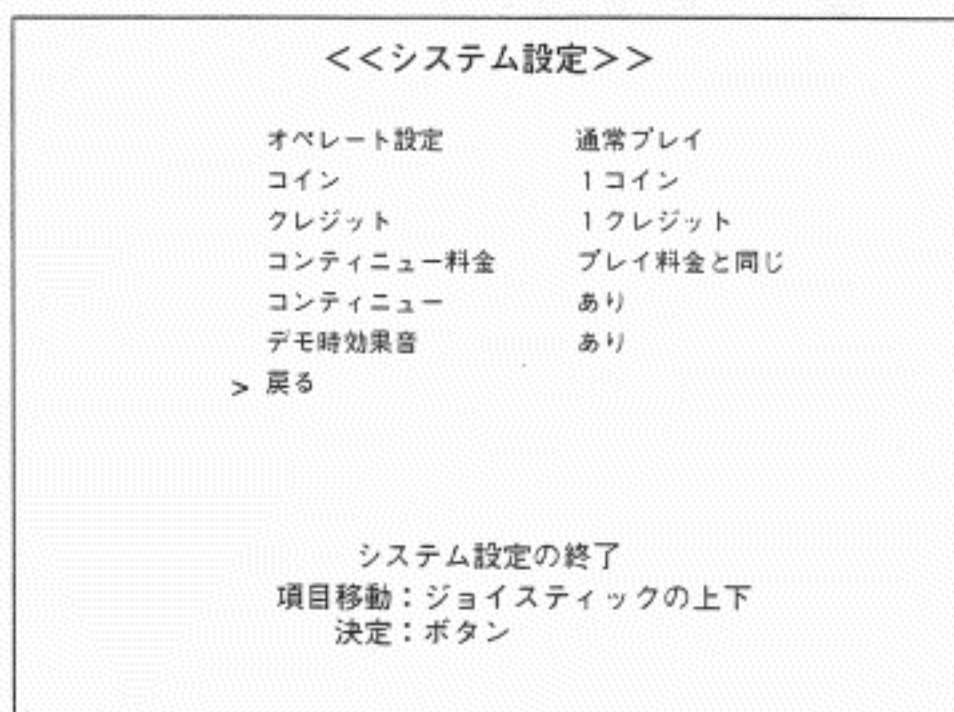 <<システム設定>>
オペレート設定 通常プレイ
コイン 1コイン
クレジット 1クレジット
コンティニュー料金 プレイ料金と同じ
コンティニュー あり
デモ時効果音 あり
> 戻る
システム設定の終了
項目移動：ジョイスティックの上下
決定：ボタン